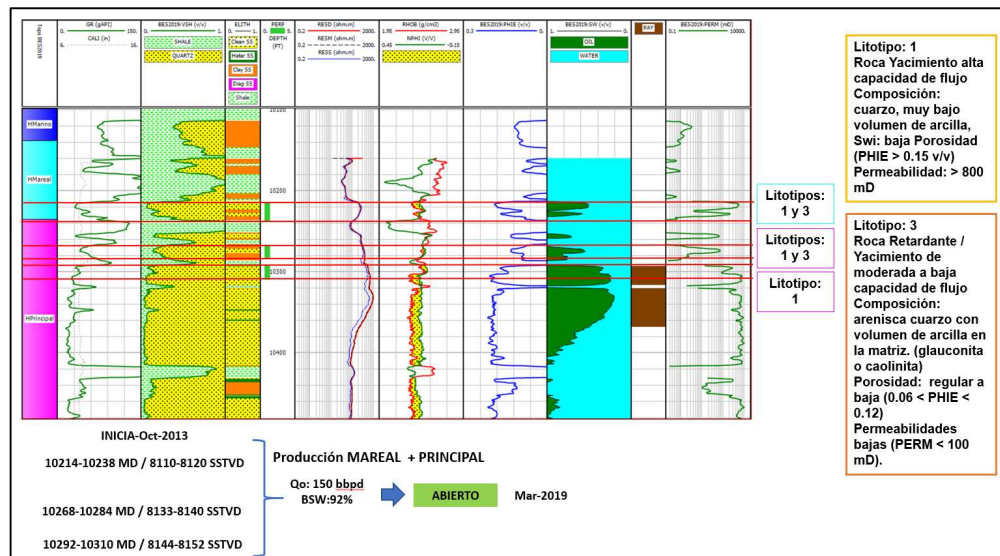 Tops BES2019
GR (gAPI)
0. 150.
CALI (in)
6. 16.
BES2019:VSH (v/v)
0. 1.
SHALE
QUARTZ
ELITH
0. 1.
Clean SS
Heter SS
Clay SS
Diag SS
Shale
PERF
0. 5.
DEPTH
(FT)
RESD (ohm.m)
0.2 2000.
RESM (ohm.m)
0.2 2000.
RESS (ohm.m)
0.2 2000.
RHOB (g/cm3)
1.95 2.95
NPHI (V/V)
0.45 -0.15
BES2019:PHIE (v/v)
0.3 0.
BES2019:SW (v/v)
1. 0.
OIL
WATER
PAY
BES2019:PERM (mD)
0.1 10000.
HMarino
HMareal
HPrincipal
10100
10200
10300
10400
Litotipos:
1 y 3
Litotipos:
1 y 3
Litotipo:
1
Litotipo: 1
Roca Yacimiento alta
capacidad de flujo
Composición:
cuarzo, muy bajo
volumen de arcilla,
Swi: baja Porosidad
(PHIE > 0.15 v/v)
Permeabilidad: > 800
mD
Litotipo: 3
Roca Retardante /
Yacimiento de
moderada a baja
capacidad de flujo
Composición:
arenisca cuarzo con
volumen de arcilla en
la matriz. (glauconita
o caolinita)
Porosidad: regular a
baja (0.06 < PHIE <
0.12)
Permeabilidades
bajas (PERM < 100
mD).
INICIA-Oct-2013
10214-10238 MD / 8110-8120 SSTVD
10268-10284 MD / 8133-8140 SSTVD
10292-10310 MD / 8144-8152 SSTVD
Producción MAREAL + PRINCIPAL
Qo: 150 bbpd
BSW:92%
ABIERTO
Mar-2019